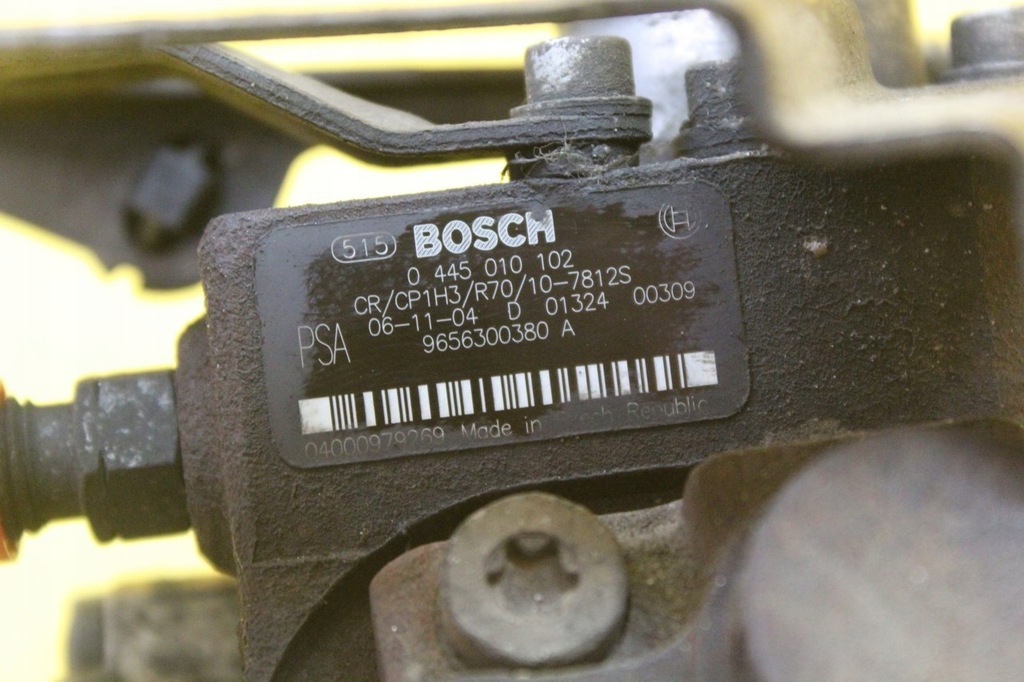 515 BOSCH
0 445 010 102
CR/CP1H3/R70/10-7812S
PSA 06-11-04 D 01324 00309
9656300380 A
04000979269 Made in Republic